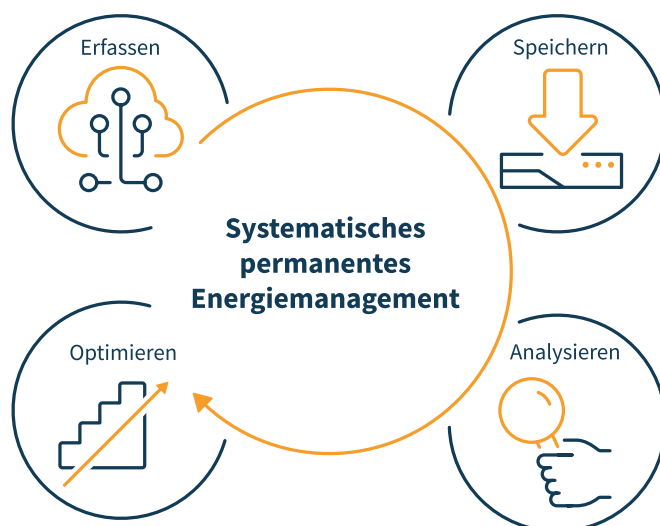 Erfassen
Speichern
Systematisches
permanentes
Energiemanagement
Optimieren
Analysieren